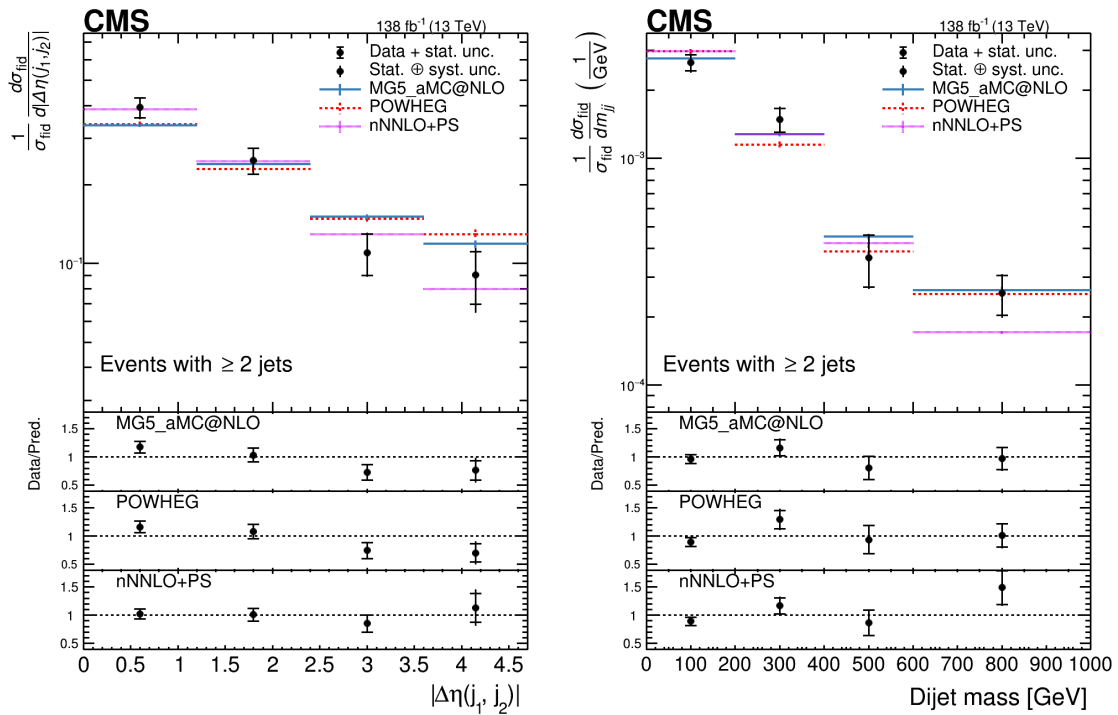 CMS
138 fb⁻¹ (13 TeV)
1/σ_fid dσ_fid/d|Δη(j₁,j₂)|
Data + stat. unc.
Stat. ⊕ syst. unc.
MG5_aMC@NLO
POWHEG
nNNLO+PS
10⁻¹
Events with ≥ 2 jets
Data/Pred.
MG5_aMC@NLO
1.5
1
0.5
POWHEG
1.5
1
0.5
nNNLO+PS
1.5
1
0.5
0 0.5 1 1.5 2 2.5 3 3.5 4 4.5
|Δη(j₁, j₂)|
CMS
138 fb⁻¹ (13 TeV)
1/σ_fid dσ_fid/dm_jj (1/GeV)
Data + stat. unc.
Stat. ⊕ syst. unc.
MG5_aMC@NLO
POWHEG
nNNLO+PS
10⁻³
10⁻⁴
Events with ≥ 2 jets
Data/Pred.
MG5_aMC@NLO
1.5
1
0.5
POWHEG
1.5
1
0.5
nNNLO+PS
1.5
1
0.5
0 100 200 300 400 500 600 700 800 900 1000
Dijet mass [GeV]